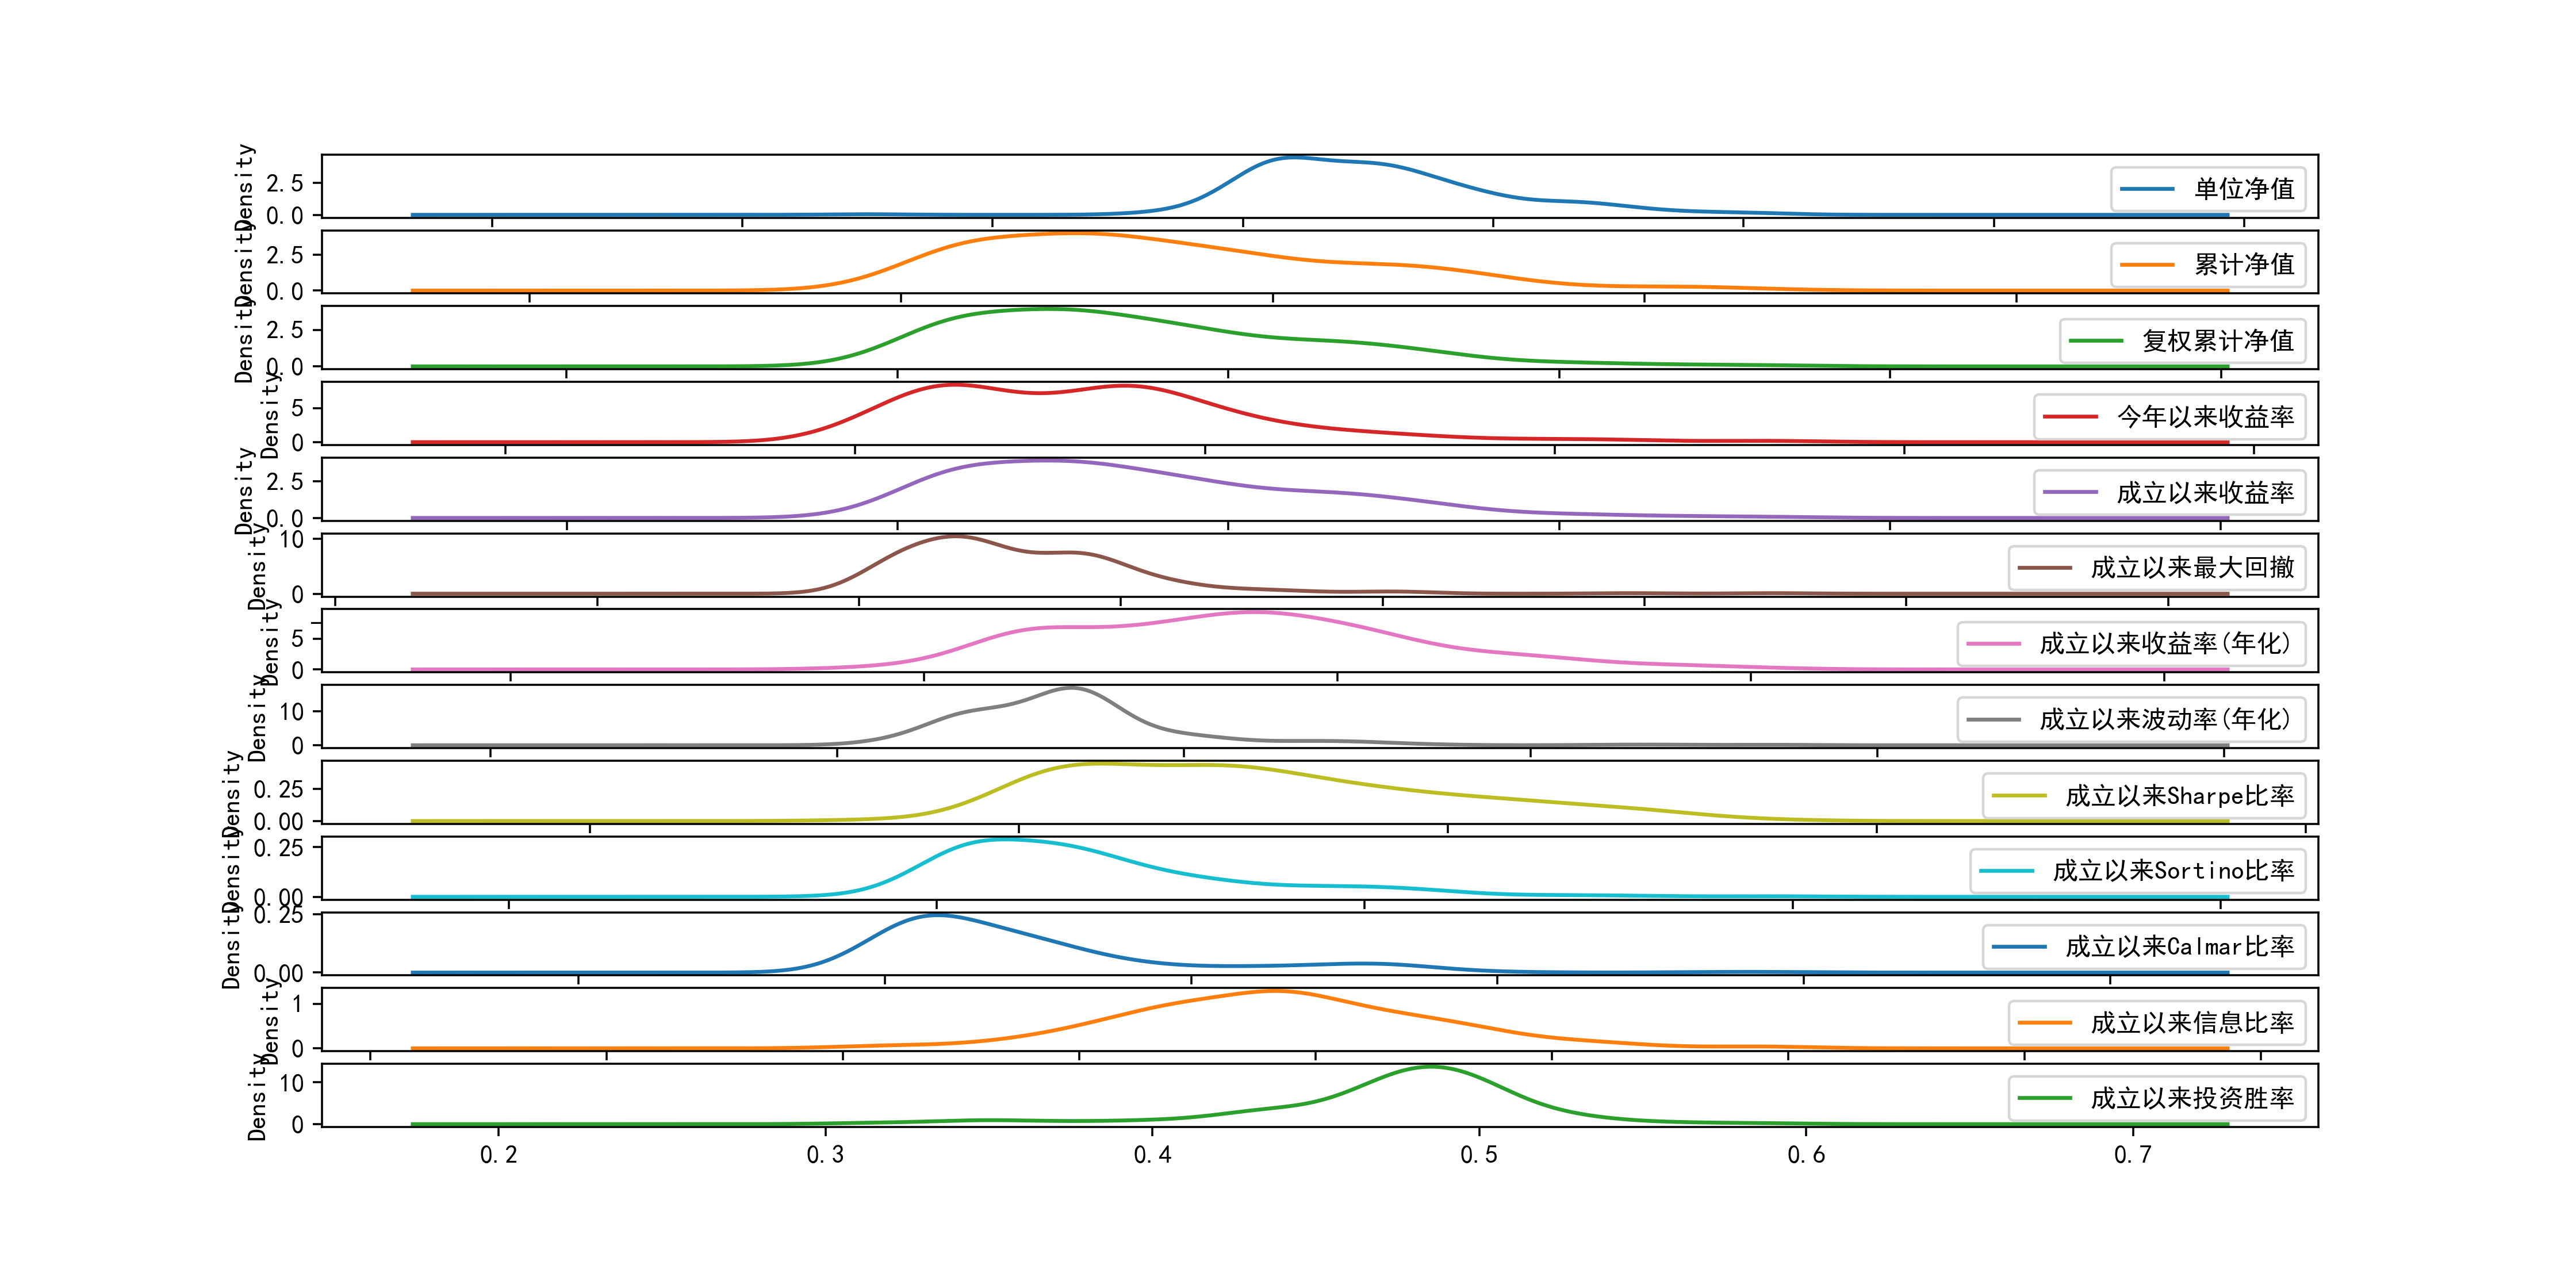 Density
2.5
0.0
单位净值
Density
2.5
0.0
累计净值
Density
2.5
0.0
复权累计净值
Density
5
0
今年以来收益率
Density
2.5
0.0
成立以来收益率
Density
10
0
成立以来最大回撤
Density
5
0
成立以来收益率(年化)
Density
10
0
成立以来波动率(年化)
Density
0.25
0.00
成立以来Sharpe比率
Density
0.25
0.00
成立以来Sortino比率
Density
0.25
0.00
成立以来Calmar比率
Density
1
0
成立以来信息比率
Density
10
0
成立以来投资胜率
0.2 0.3 0.4 0.5 0.6 0.7